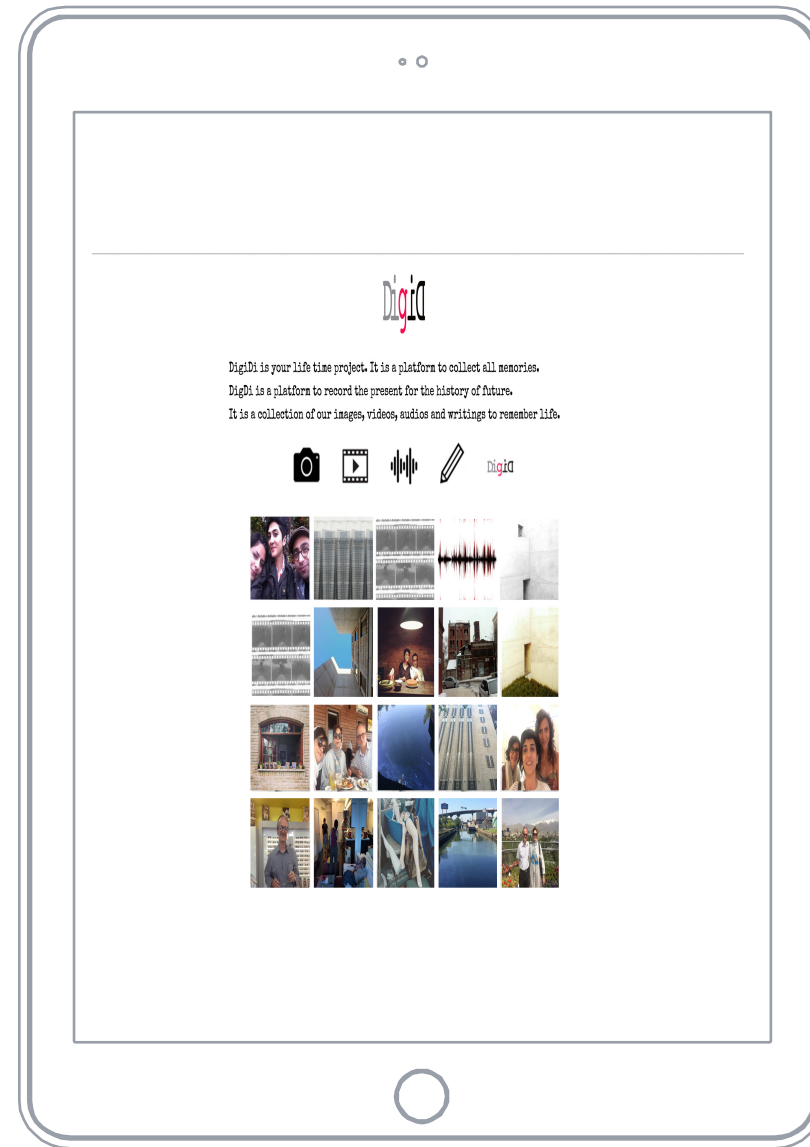 DigiD
DigiDi is your life time project. It is a platform to collect all memories.
DigDi is a platform to record the present for the history of future.
It is a collection of our images, videos, audios and writings to remember life.
DigiD